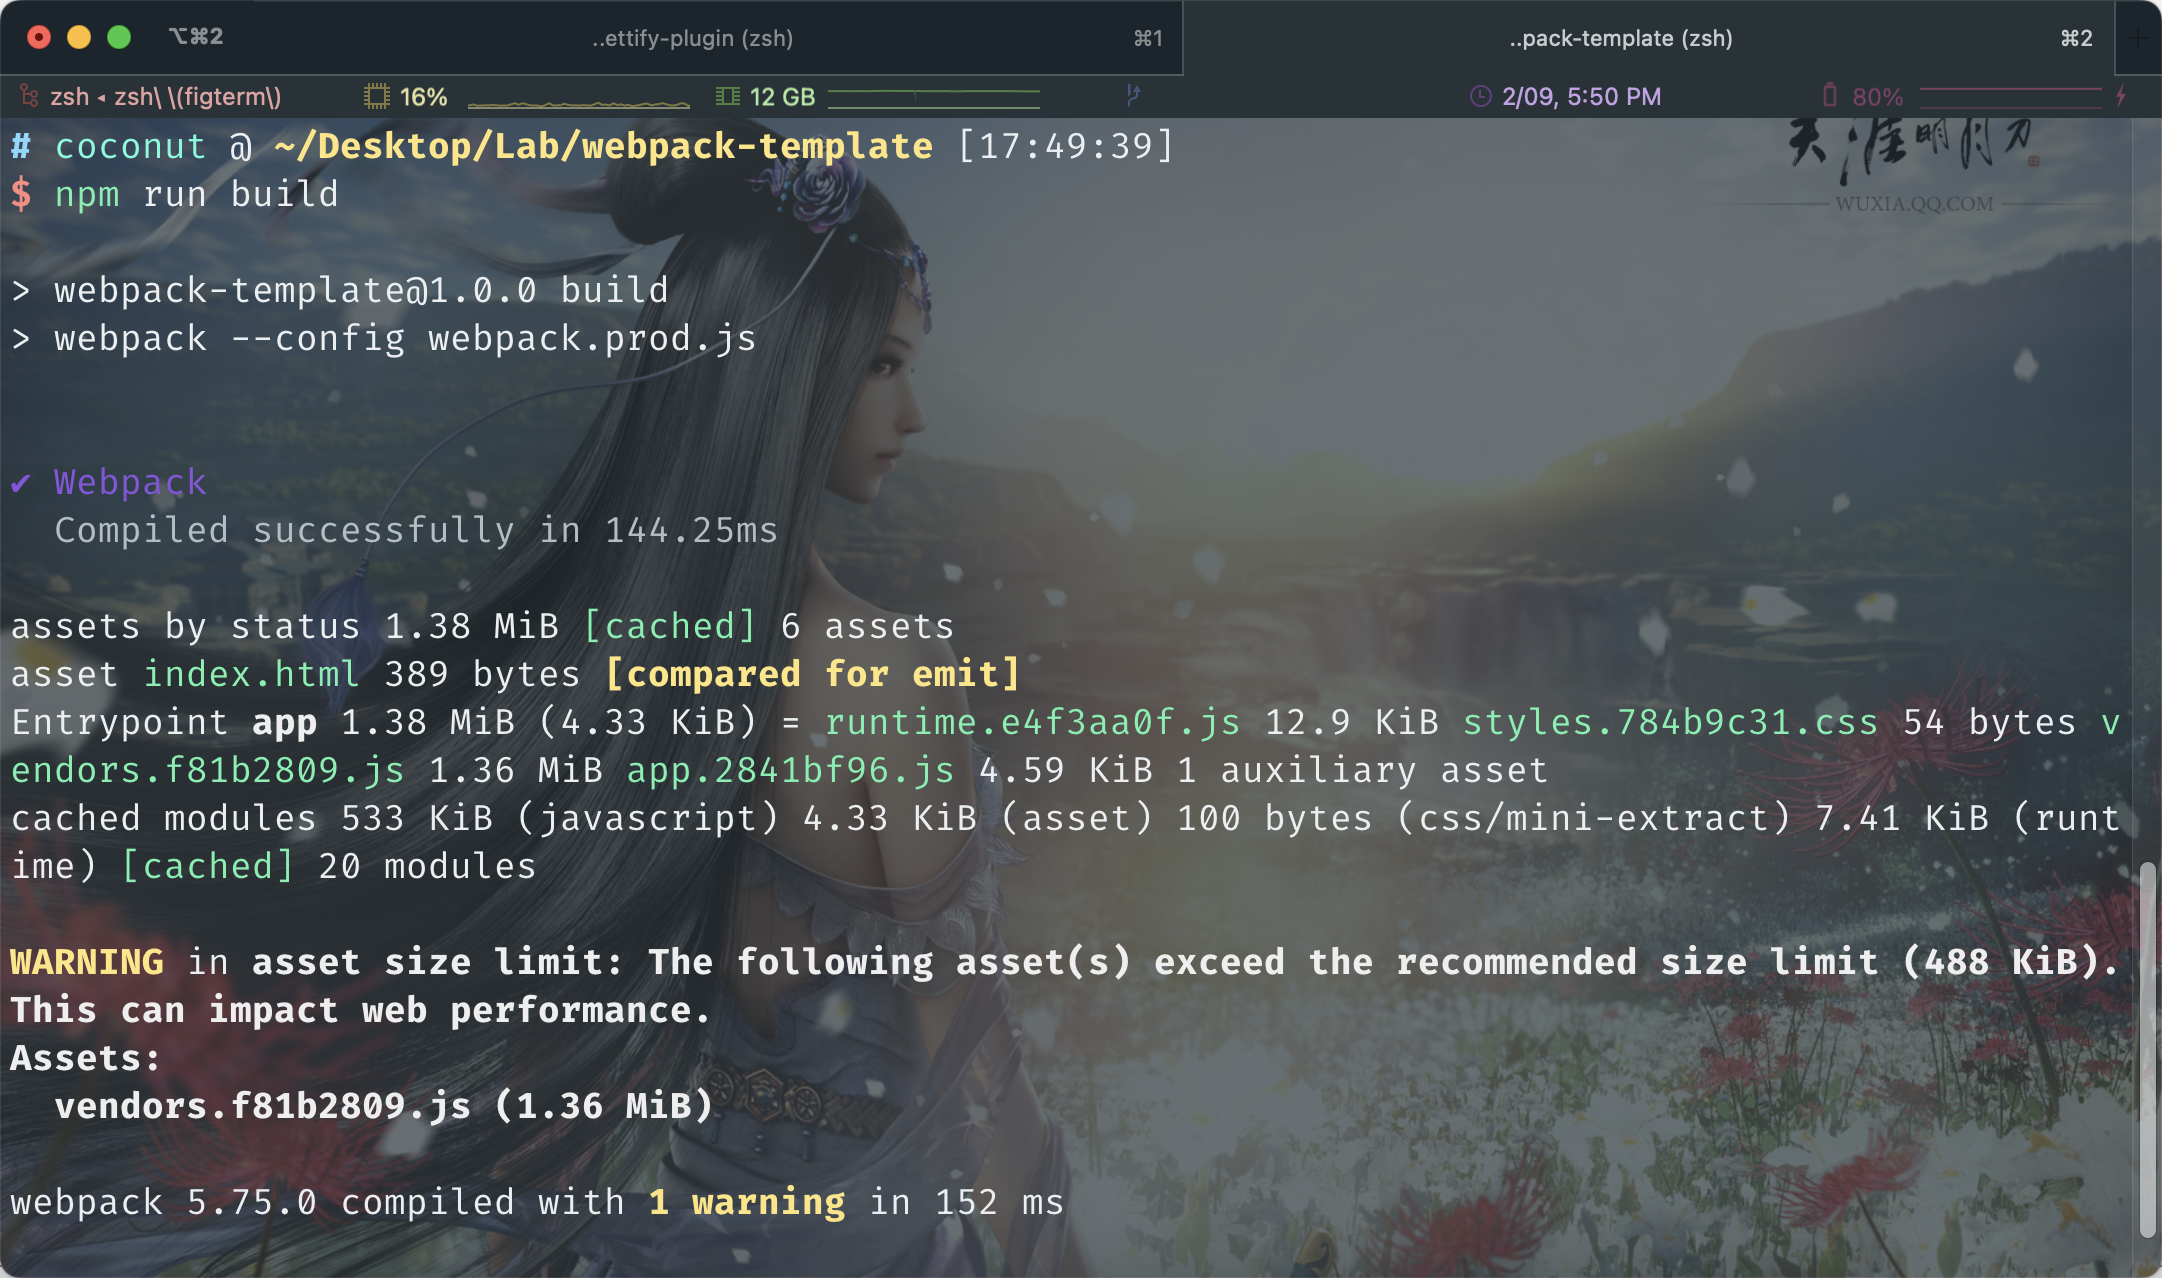 ⌥⌘2 ..ettify-plugin (zsh) ⌘1 ..pack-template (zsh) ⌘2 +
zsh ◂ zsh\ \(figterm\) 16% 12 GB 2/09, 5:50 PM 80%
天涯明月刀
WUXIA.QQ.COM
# coconut @ ~/Desktop/Lab/webpack-template [17:49:39]
$ npm run build
> webpack-template@1.0.0 build
> webpack --config webpack.prod.js
✔ Webpack
Compiled successfully in 144.25ms
assets by status 1.38 MiB [cached] 6 assets
asset index.html 389 bytes [compared for emit]
Entrypoint app 1.38 MiB (4.33 KiB) = runtime.e4f3aa0f.js 12.9 KiB styles.784b9c31.css 54 bytes v
endors.f81b2809.js 1.36 MiB app.2841bf96.js 4.59 KiB 1 auxiliary asset
cached modules 533 KiB (javascript) 4.33 KiB (asset) 100 bytes (css/mini-extract) 7.41 KiB (runt
ime) [cached] 20 modules
WARNING in asset size limit: The following asset(s) exceed the recommended size limit (488 KiB).
This can impact web performance.
Assets:
vendors.f81b2809.js (1.36 MiB)
webpack 5.75.0 compiled with 1 warning in 152 ms